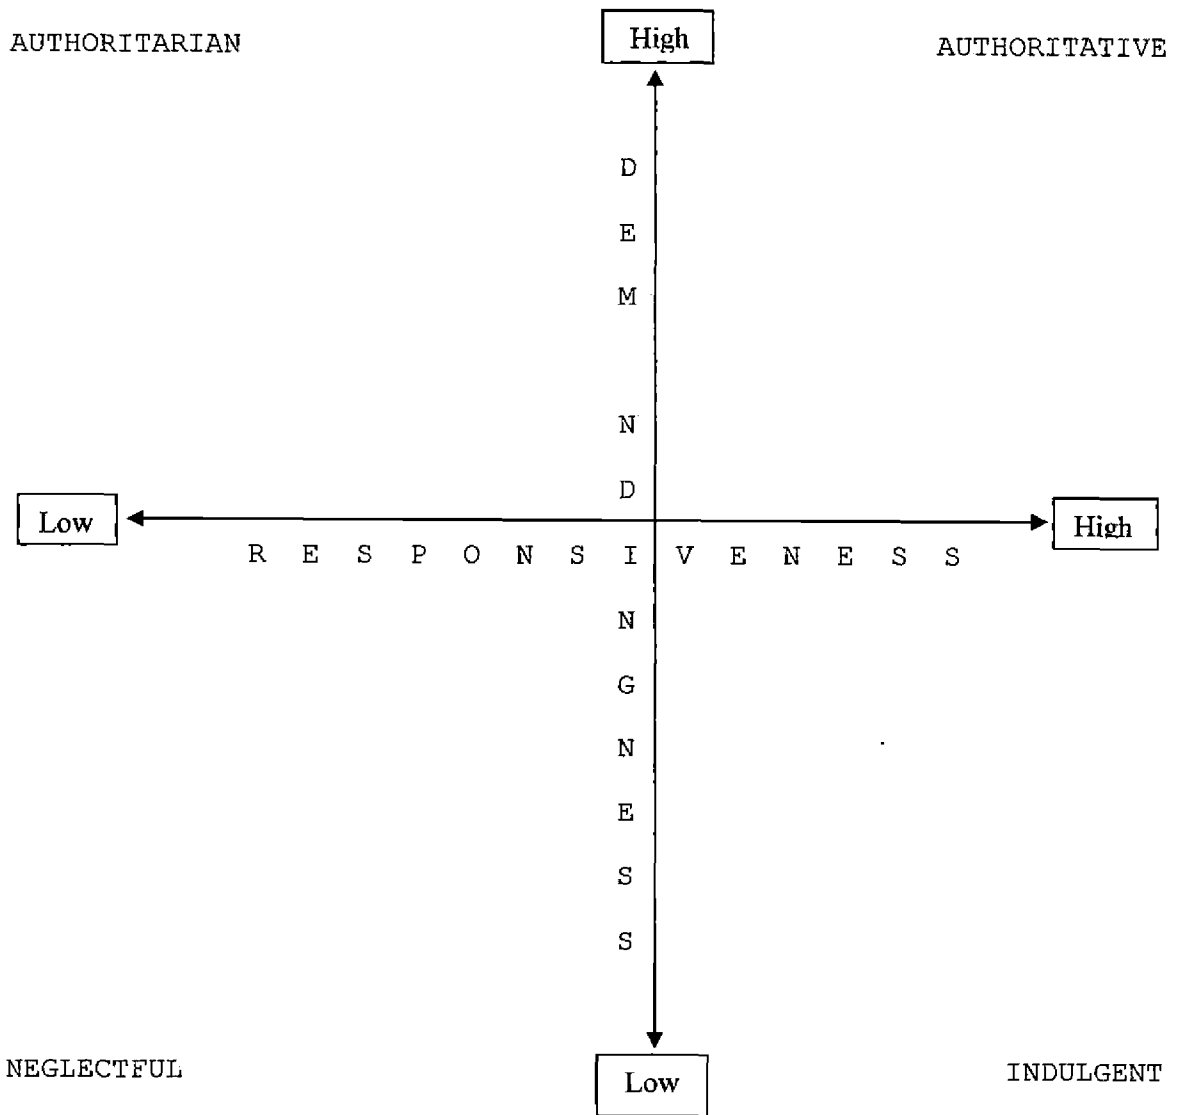 AUTHORITARIAN
High
AUTHORITATIVE
D E M N D I N G N E S S
Low
High
R E S P O N S I V E N E S S
NEGLECTFUL
Low
INDULGENT